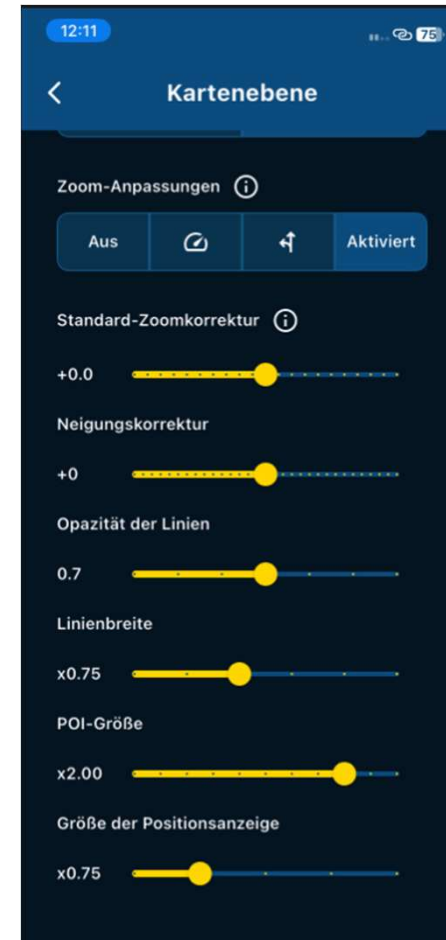 12:11
75
Kartenebene
Zoom-Anpassungen
Aus
Aktiviert
Standard-Zoomkorrektur
+0.0
Neigungskorrektur
+0
Opazität der Linien
0.7
Linienbreite
x0.75
POI-Größe
x2.00
Größe der Positionsanzeige
x0.75